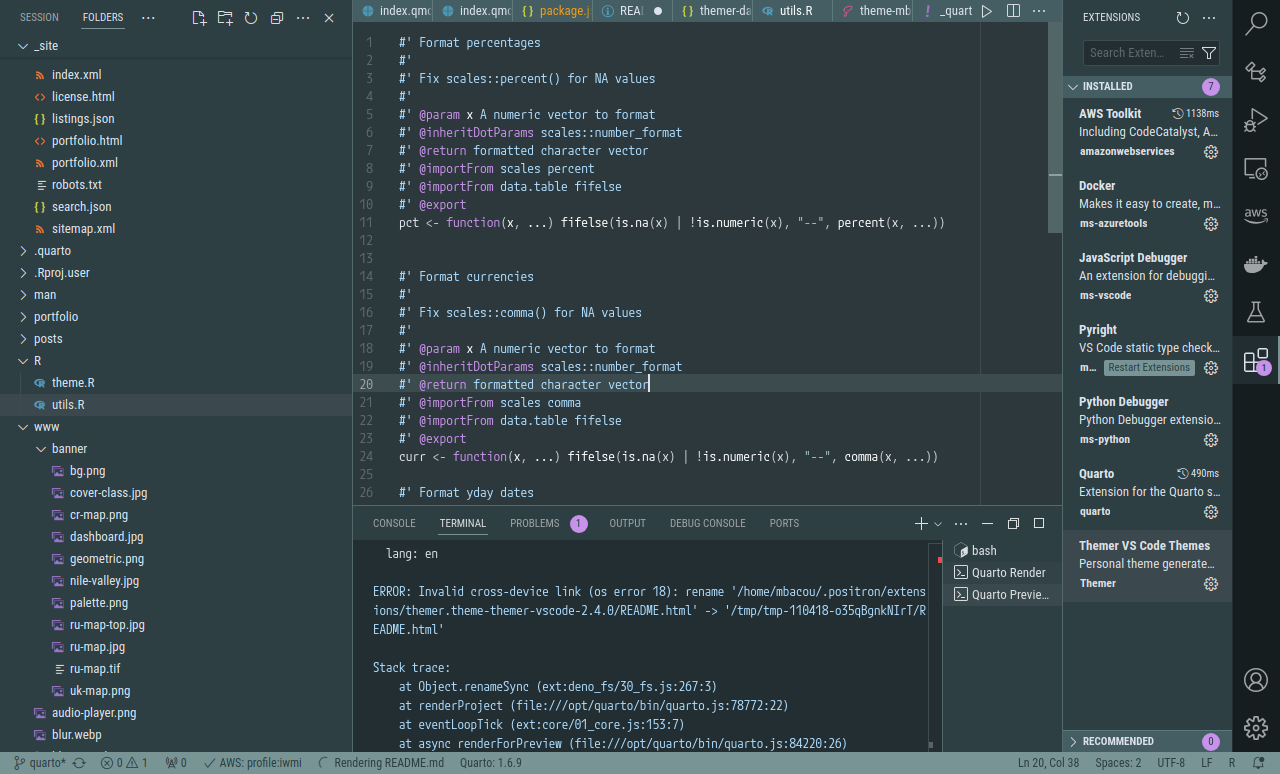 SESSION FOLDERS
_site
index.xml
license.html
listings.json
portfolio.html
portfolio.xml
robots.txt
search.json
sitemap.xml
.quarto
.Rproj.user
man
portfolio
posts
R
theme.R
utils.R
www
banner
bg.png
cover-class.jpg
cr-map.png
dashboard.jpg
geometric.png
nile-valley.jpg
palette.png
ru-map-top.jpg
ru-map.jpg
ru-map.tif
uk-map.png
audio-player.png
blur.webp
index.qmd index.qmd package.j READ themer-da utils.R theme-mb _quart
1 #' Format percentages
2 #'
3 #' Fix scales::percent() for NA values
4 #'
5 #' @param x A numeric vector to format
6 #' @inheritDotParams scales::number_format
7 #' @return formatted character vector
8 #' @importFrom scales percent
9 #' @importFrom data.table fifelse
10 #' @export
11 pct <- function(x, ...) fifelse(is.na(x) | !is.numeric(x), "--", percent(x, ...))
12
13
14 #' Format currencies
15 #'
16 #' Fix scales::comma() for NA values
17 #'
18 #' @param x A numeric vector to format
19 #' @inheritDotParams scales::number_format
20 #' @return formatted character vector
21 #' @importFrom scales comma
22 #' @importFrom data.table fifelse
23 #' @export
24 curr <- function(x, ...) fifelse(is.na(x) | !is.numeric(x), "--", comma(x, ...))
25
26 #' Format yday dates
CONSOLE TERMINAL PROBLEMS 1 OUTPUT DEBUG CONSOLE PORTS
lang: en
ERROR: Invalid cross-device link (os error 18): rename '/home/mbacou/.positron/extens
ions/themer.theme-themer-vscode-2.4.0/README.html' -> '/tmp/tmp-110418-o35qBgnkNIrT/R
EADME.html'
Stack trace:
at Object.renameSync (ext:deno_fs/30_fs.js:267:3)
at renderProject (file:///opt/quarto/bin/quarto.js:78772:22)
at eventLoopTick (ext:core/01_core.js:153:7)
at async renderForPreview (file:///opt/quarto/bin/quarto.js:84220:26)
bash
Quarto Render
Quarto Previe...
EXTENSIONS
Search Exten...
INSTALLED 7
AWS Toolkit 1138ms
Including CodeCatalyst, A...
amazonwebservices
Docker
Makes it easy to create, m...
ms-azuretools
JavaScript Debugger
An extension for debuggi...
ms-vscode
Pyright
VS Code static type check...
m... Restart Extensions
Python Debugger
Python Debugger extensio...
ms-python
Quarto 490ms
Extension for the Quarto s...
quarto
Themer VS Code Themes
Personal theme generate...
Themer
RECOMMENDED 0
aws
1
quarto* 0 1 0 AWS: profile:iwmi Rendering README.md Quarto: 1.6.9 Ln 20, Col 38 Spaces: 2 UTF-8 LF R